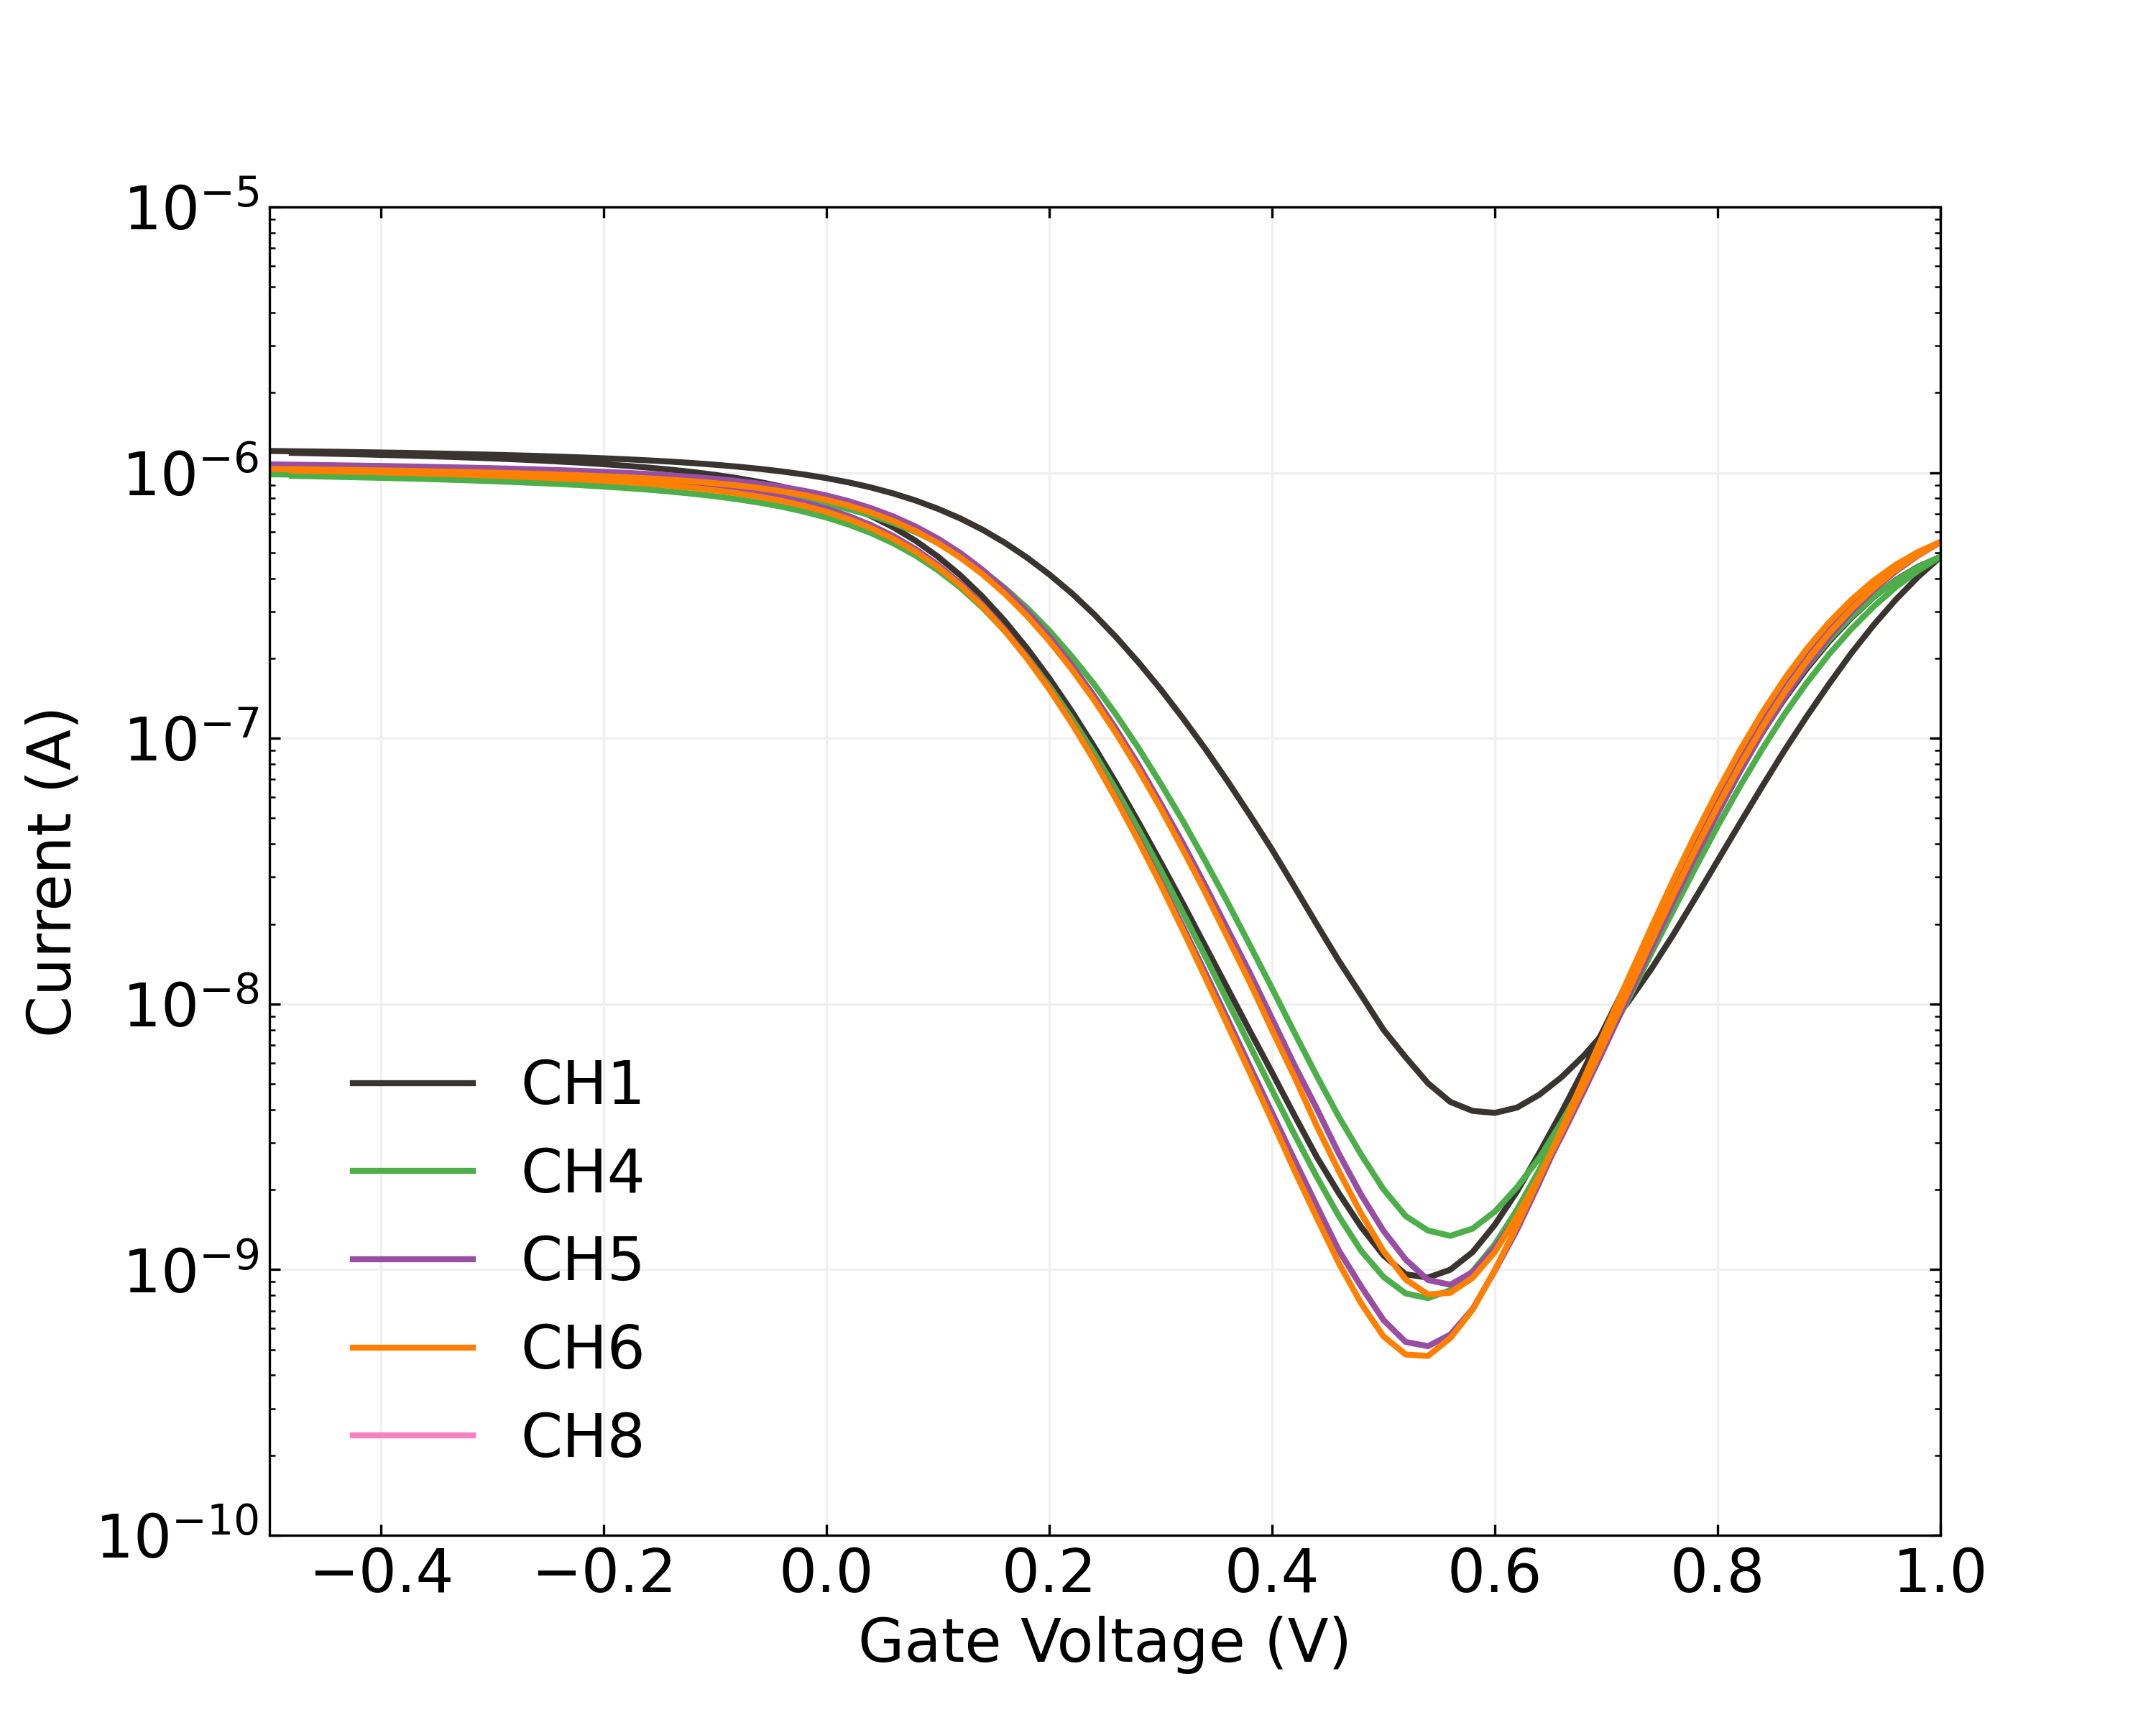 10⁻⁵
10⁻⁶
10⁻⁷
10⁻⁸
10⁻⁹
10⁻¹⁰
Current (A)
CH1
CH4
CH5
CH6
CH8
−0.4 −0.2 0.0 0.2 0.4 0.6 0.8 1.0
Gate Voltage (V)